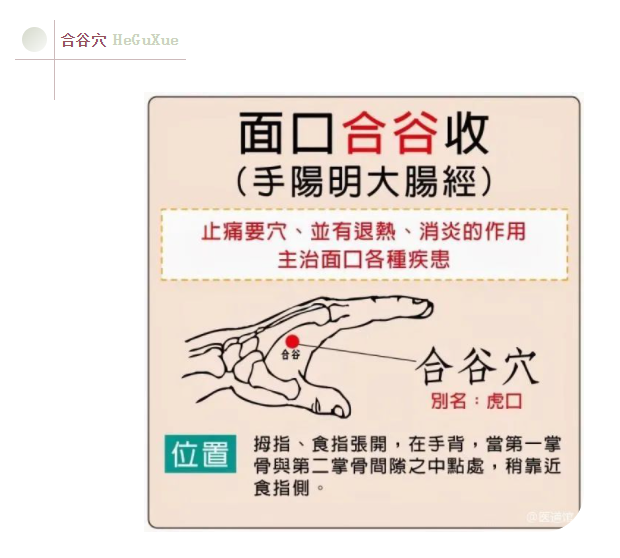 合谷穴 HeGuXue
面口合谷收
(手陽明大腸經)
止痛要穴、並有退熱、消炎的作用
主治面口各種疾患
合谷
合谷穴
別名：虎口
位置
拇指、食指張開，在手背，當第一掌
骨與第二掌骨間隙之中點處，稍靠近
食指側。